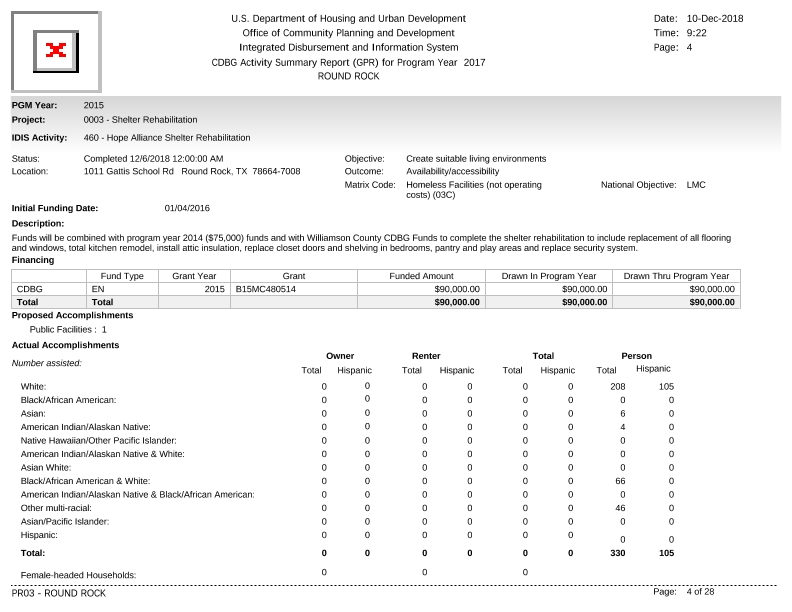 U.S. Department of Housing and Urban Development
Office of Community Planning and Development
Integrated Disbursement and Information System
CDBG Activity Summary Report (GPR) for Program Year 2017
ROUND ROCK
Date: 10-Dec-2018
Time: 9:22
Page: 4
PGM Year: 2015
Project: 0003 - Shelter Rehabilitation
IDIS Activity: 460 - Hope Alliance Shelter Rehabilitation
Status: Completed 12/6/2018 12:00:00 AM Objective: Create suitable living environments
Location: 1011 Gattis School Rd Round Rock, TX 78664-7008 Outcome: Availability/accessibility
Matrix Code: Homeless Facilities (not operating National Objective: LMC
costs) (03C)
Initial Funding Date: 01/04/2016
Description:
Funds will be combined with program year 2014 ($75,000) funds and with Williamson County CDBG Funds to complete the shelter rehabilitation to include replacement of all flooring
and windows, total kitchen remodel, install attic insulation, replace closet doors and shelving in bedrooms, pantry and play areas and replace security system.
Financing
Fund Type Grant Year Grant Funded Amount Drawn In Program Year Drawn Thru Program Year
CDBG EN 2015 B15MC480514 $90,000.00 $90,000.00 $90,000.00
Total Total $90,000.00 $90,000.00 $90,000.00
Proposed Accomplishments
Public Facilities : 1
Actual Accomplishments
Number assisted:
Owner Renter Total Person
Total Hispanic Total Hispanic Total Hispanic Total Hispanic
White: 0 0 0 0 0 0 208 105
Black/African American: 0 0 0 0 0 0 0 0
Asian: 0 0 0 0 0 0 6 0
American Indian/Alaskan Native: 0 0 0 0 0 0 4 0
Native Hawaiian/Other Pacific Islander: 0 0 0 0 0 0 0 0
American Indian/Alaskan Native & White: 0 0 0 0 0 0 0 0
Asian White: 0 0 0 0 0 0 0 0
Black/African American & White: 0 0 0 0 0 0 66 0
American Indian/Alaskan Native & Black/African American: 0 0 0 0 0 0 0 0
Other multi-racial: 0 0 0 0 0 0 46 0
Asian/Pacific Islander: 0 0 0 0 0 0 0 0
Hispanic: 0 0 0 0 0 0 0 0
Total: 0 0 0 0 0 0 330 105
Female-headed Households: 0 0 0
PR03 - ROUND ROCK Page: 4 of 28